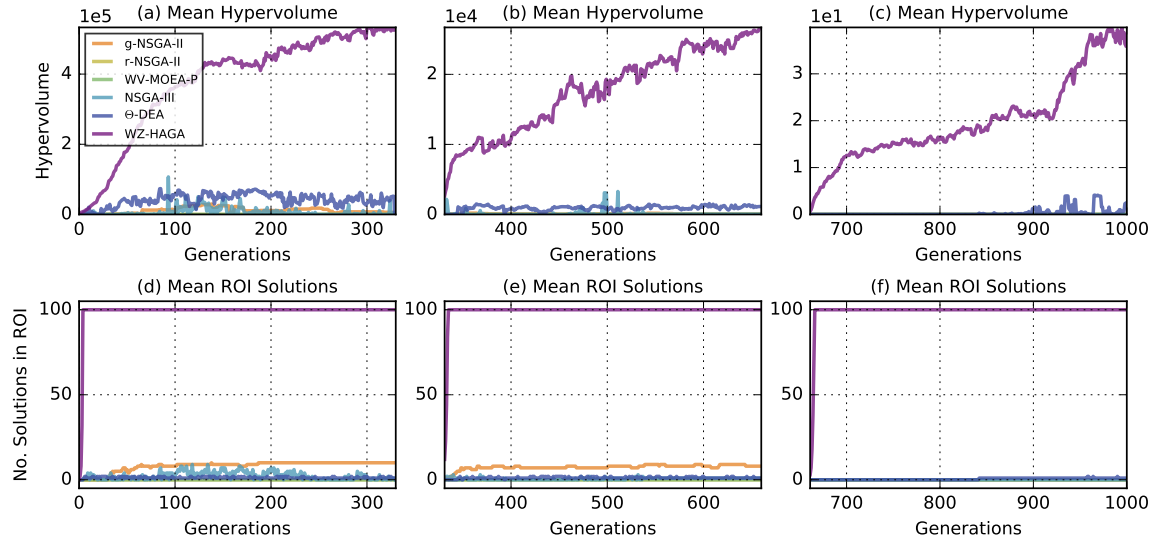 (a) Mean Hypervolume
(b) Mean Hypervolume
(c) Mean Hypervolume
1e5
1e4
1e1
g-NSGA-II
r-NSGA-II
WV-MOEA-P
NSGA-III
Θ-DEA
WZ-HAGA
Hypervolume
4
2
0
0 100 200 300
Generations
2
1
0
400 500 600
Generations
3
2
1
0
700 800 900 1000
Generations
(d) Mean ROI Solutions
(e) Mean ROI Solutions
(f) Mean ROI Solutions
No. Solutions in ROI
100
50
0
0 100 200 300
Generations
100
50
0
400 500 600
Generations
100
50
0
700 800 900 1000
Generations